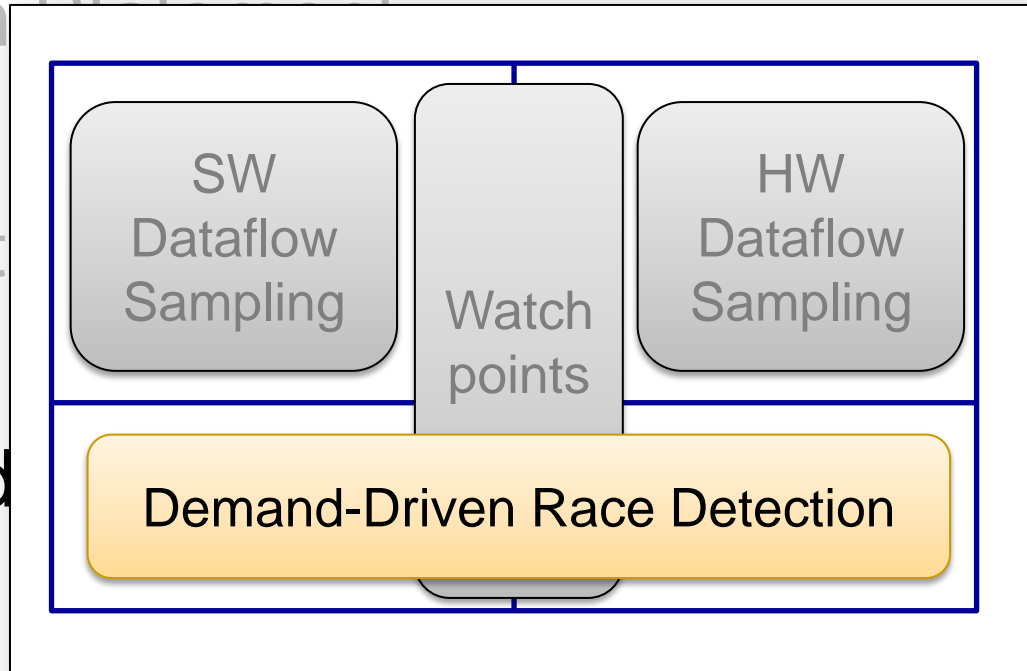 SW
Dataflow
Sampling
Watch
points
HW
Dataflow
Sampling
Demand-Driven Race Detection